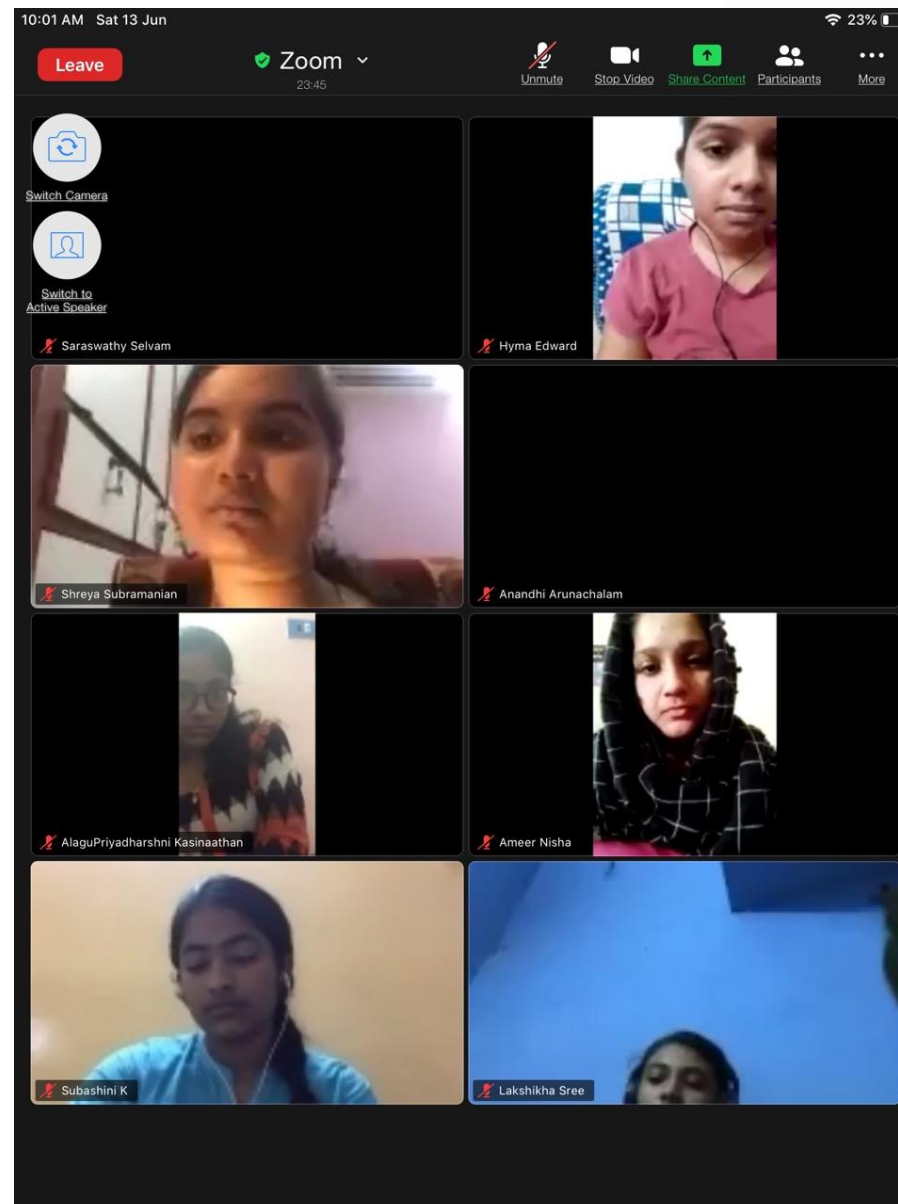 10:01 AM Sat 13 Jun
23%
Leave
Zoom
23:45
Unmute
Stop Video
Share Content
Participants
More
Switch Camera
Switch to
Active Speaker
Saraswathy Selvam
Hyma Edward
Shreya Subramanian
Anandhi Arunachalam
AlaguPriyadharshni Kasinaathan
Ameer Nisha
Subashini K
Lakshikha Sree